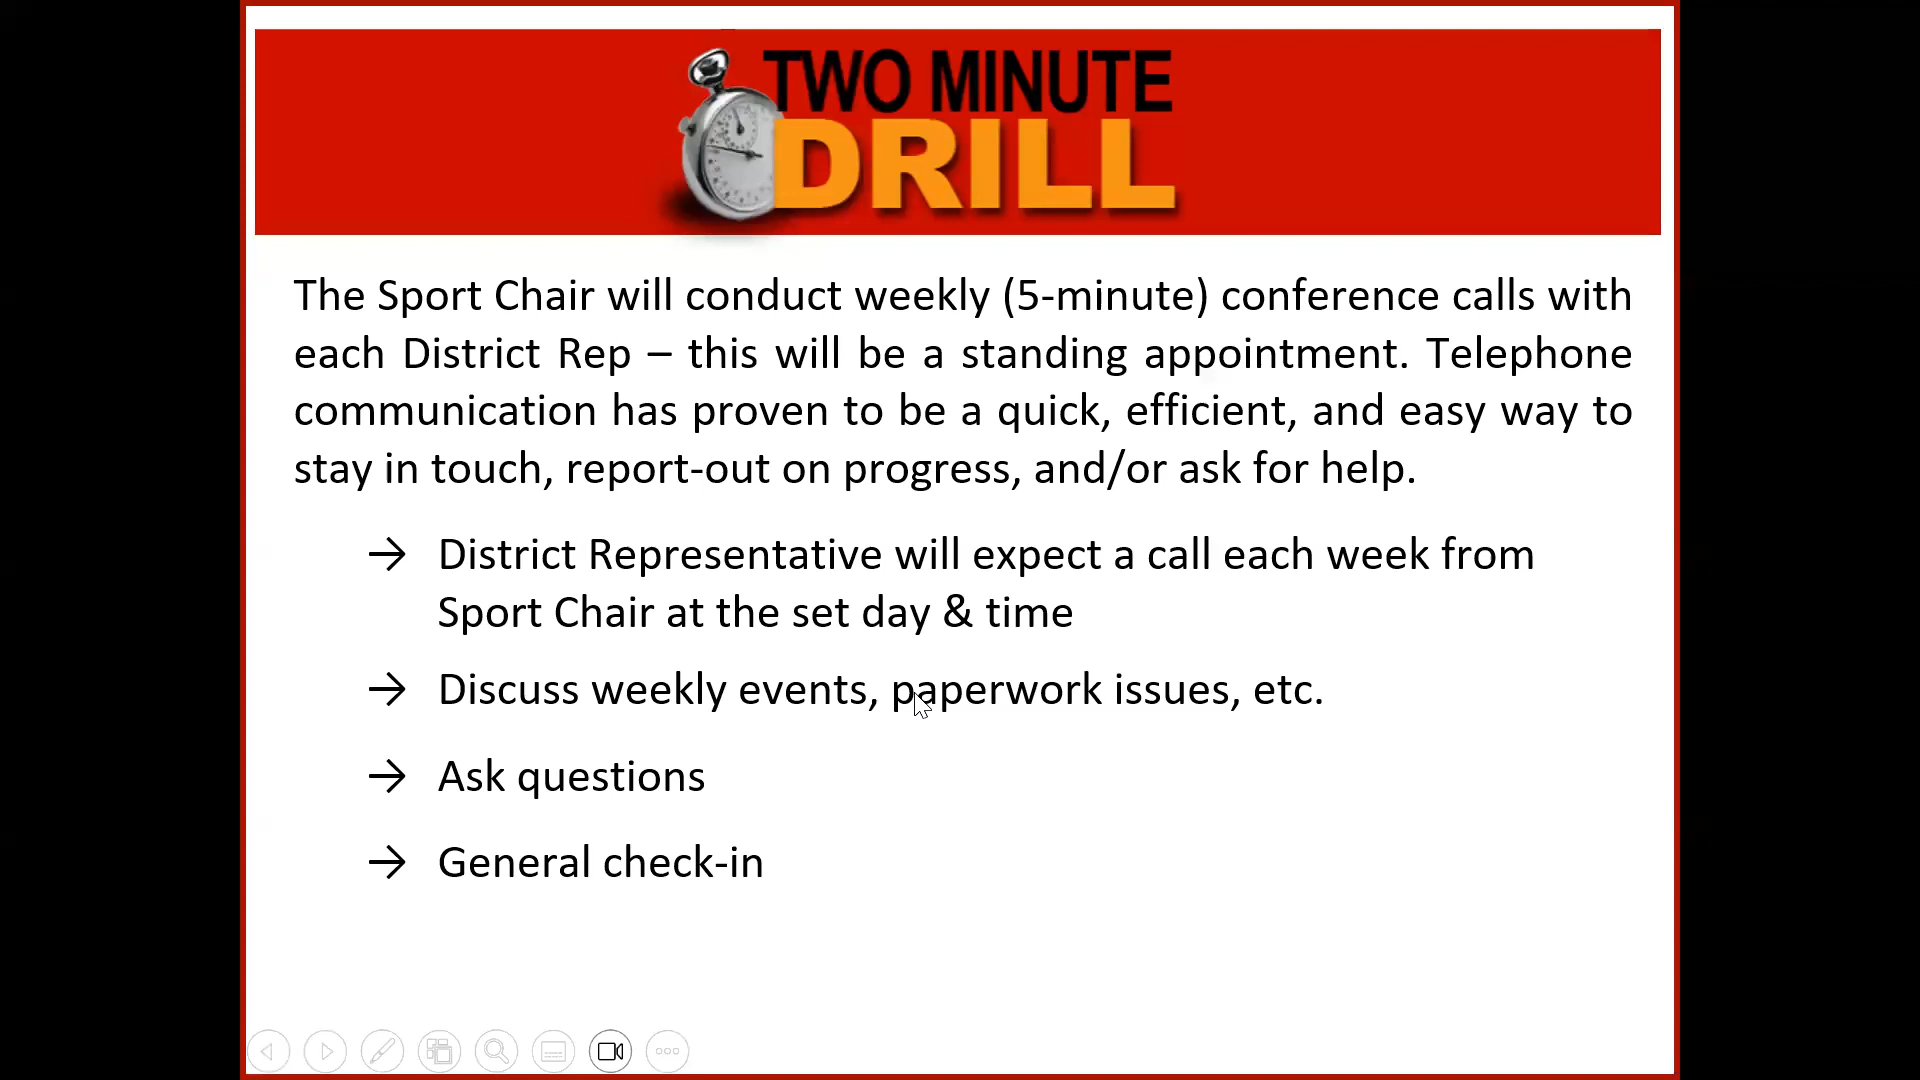 TWO MINUTE
DRILL
The Sport Chair will conduct weekly (5-minute) conference calls with
each District Rep – this will be a standing appointment. Telephone
communication has proven to be a quick, efficient, and easy way to
stay in touch, report-out on progress, and/or ask for help.
→ District Representative will expect a call each week from
Sport Chair at the set day & time
→ Discuss weekly events, paperwork issues, etc.
→ Ask questions
→ General check-in